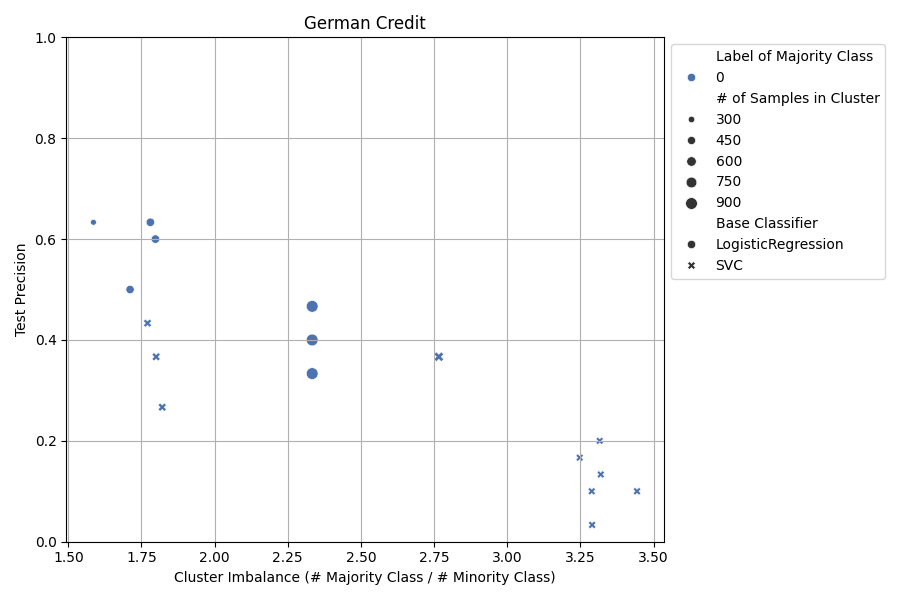 German Credit
Test Precision
1.0
0.8
0.6
0.4
0.2
0.0
1.50 1.75 2.00 2.25 2.50 2.75 3.00 3.25 3.50
Cluster Imbalance (# Majority Class / # Minority Class)
Label of Majority Class
0
# of Samples in Cluster
300
450
600
750
900
Base Classifier
LogisticRegression
SVC